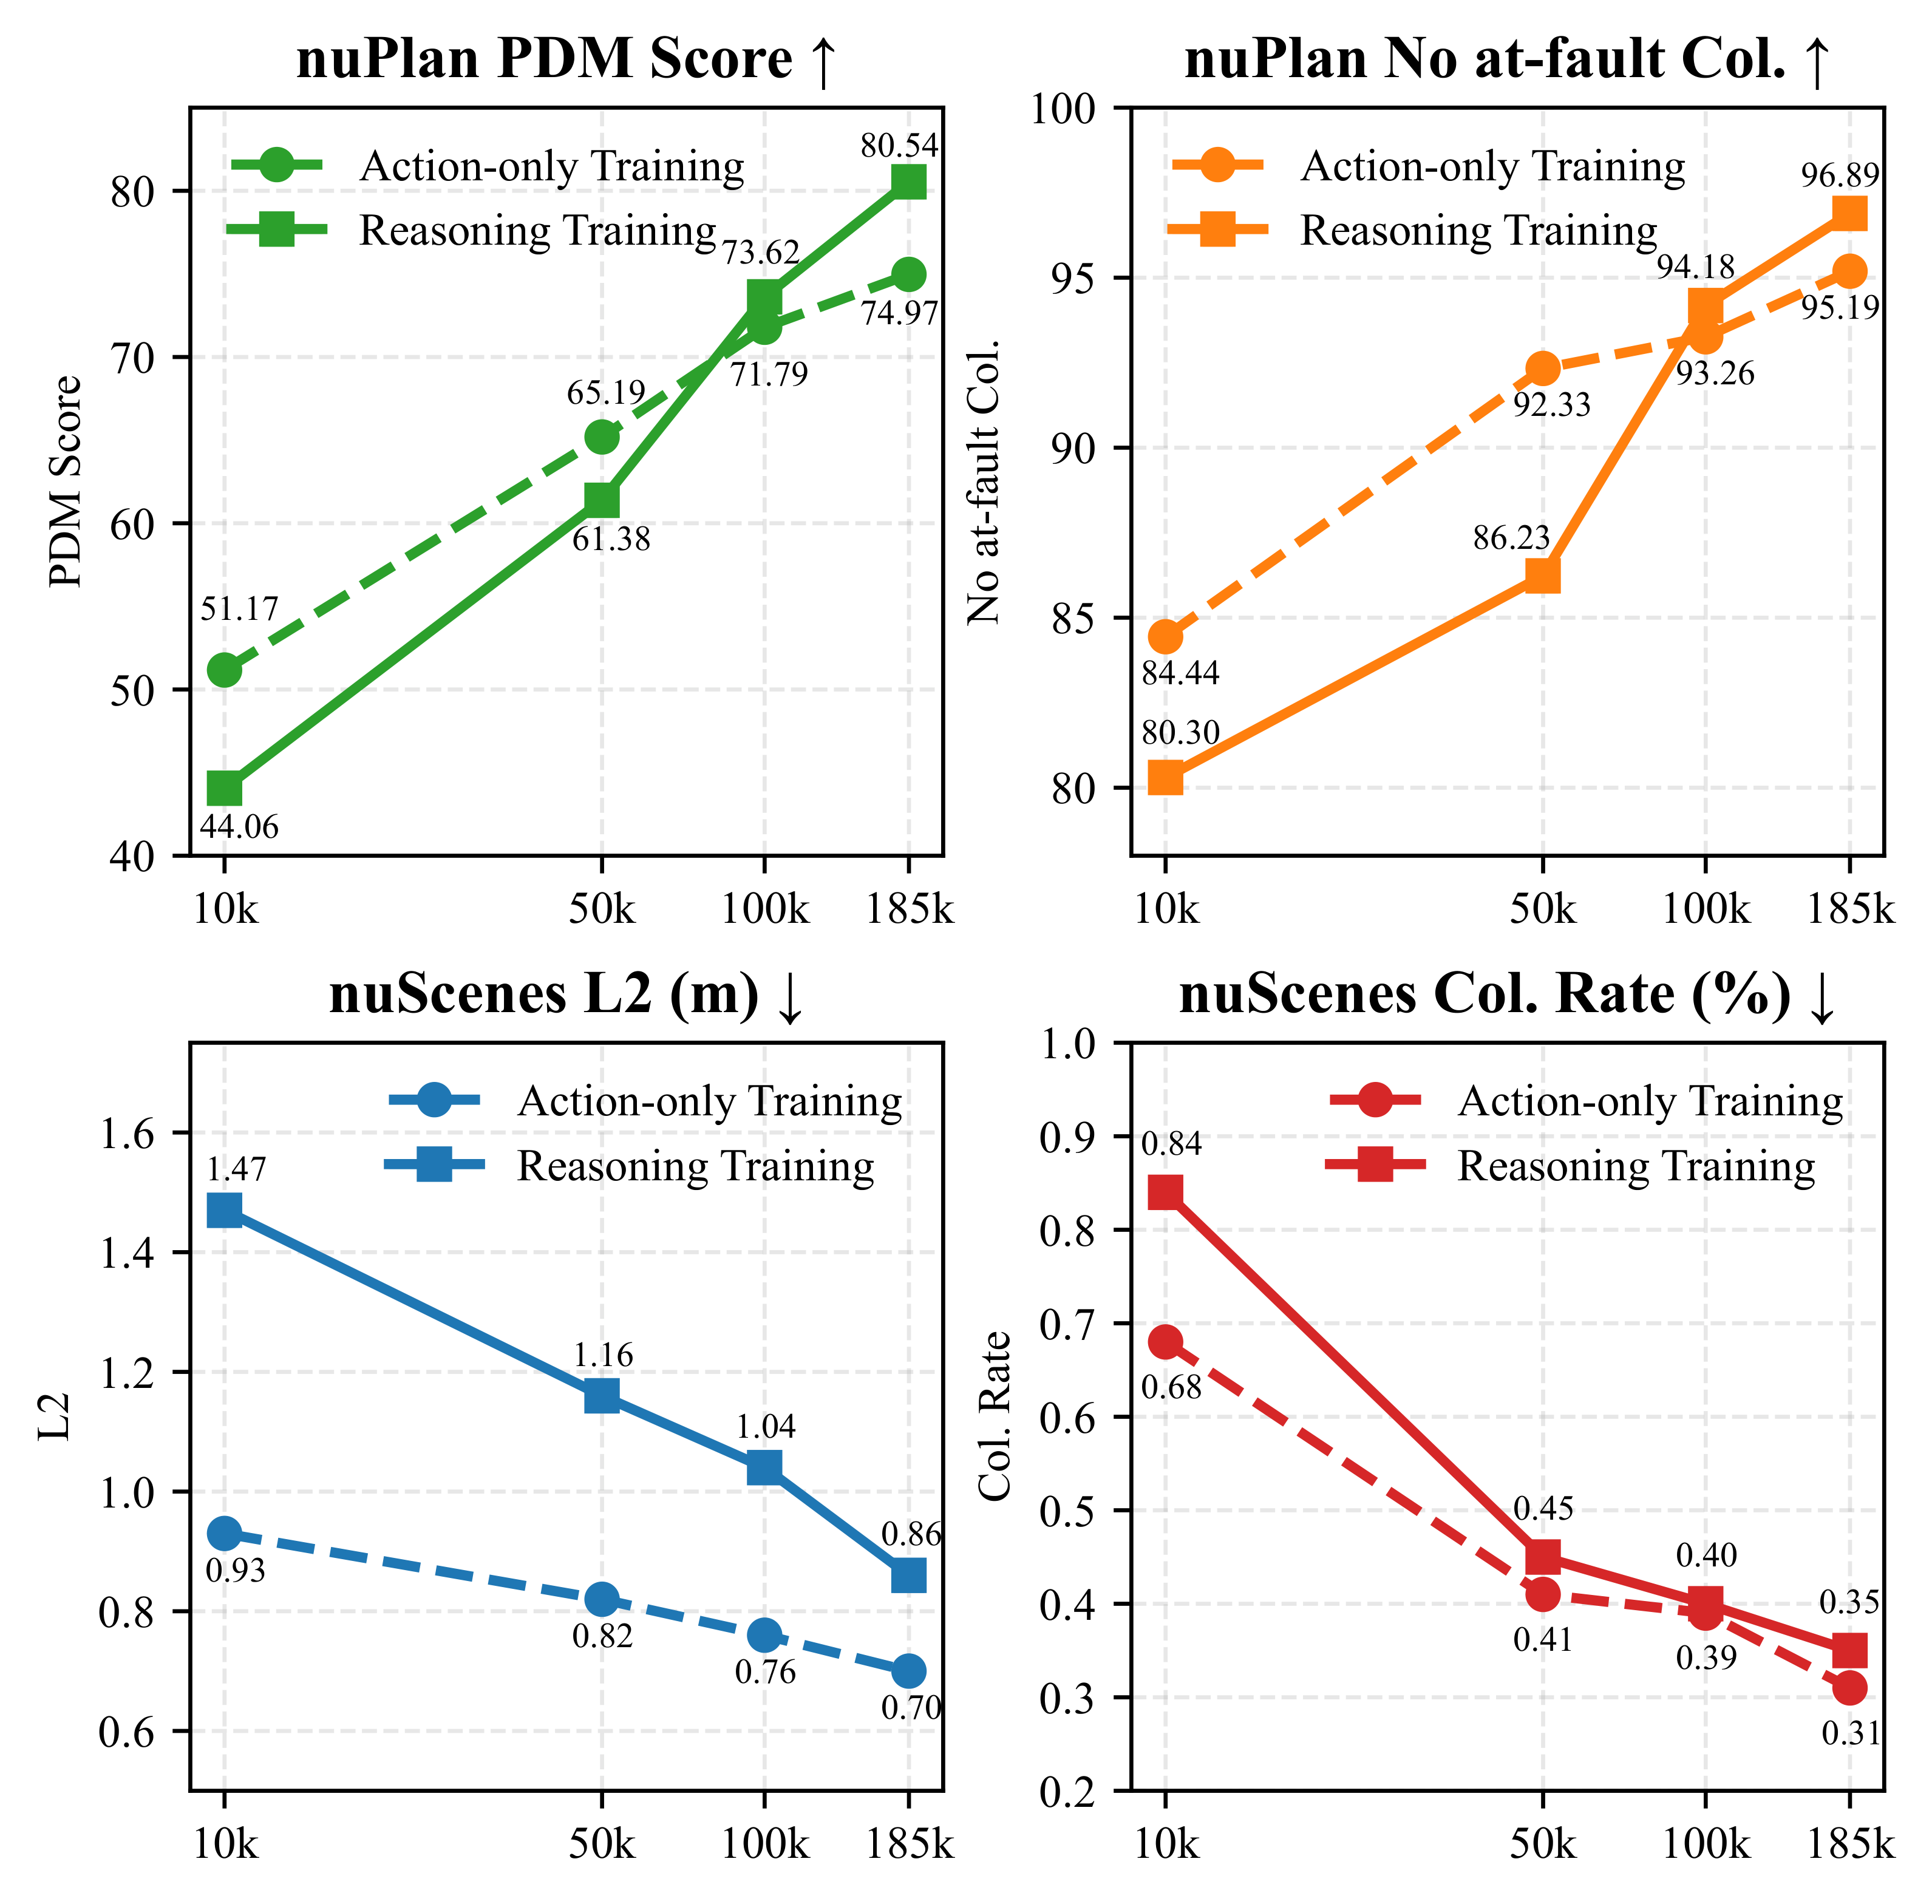 nuPlan PDM Score ↑
Action-only Training
Reasoning Training
80.54
73.62
74.97
71.79
65.19
61.38
51.17
44.06
80
70
60
50
40
PDM Score
10k 50k 100k 185k
nuPlan No at-fault Col. ↑
Action-only Training
Reasoning Training
96.89
94.18
95.19
93.26
92.33
86.23
84.44
80.30
100
95
90
85
80
No at-fault Col.
10k 50k 100k 185k
nuScenes L2 (m) ↓
Action-only Training
Reasoning Training
1.47
1.16
1.04
0.86
0.93
0.82
0.76
0.70
1.6
1.4
1.2
1.0
0.8
0.6
L2
10k 50k 100k 185k
nuScenes Col. Rate (%) ↓
Action-only Training
Reasoning Training
0.84
0.68
0.45
0.40
0.35
0.41
0.39
0.31
1.0
0.9
0.8
0.7
0.6
0.5
0.4
0.3
0.2
Col. Rate
10k 50k 100k 185k